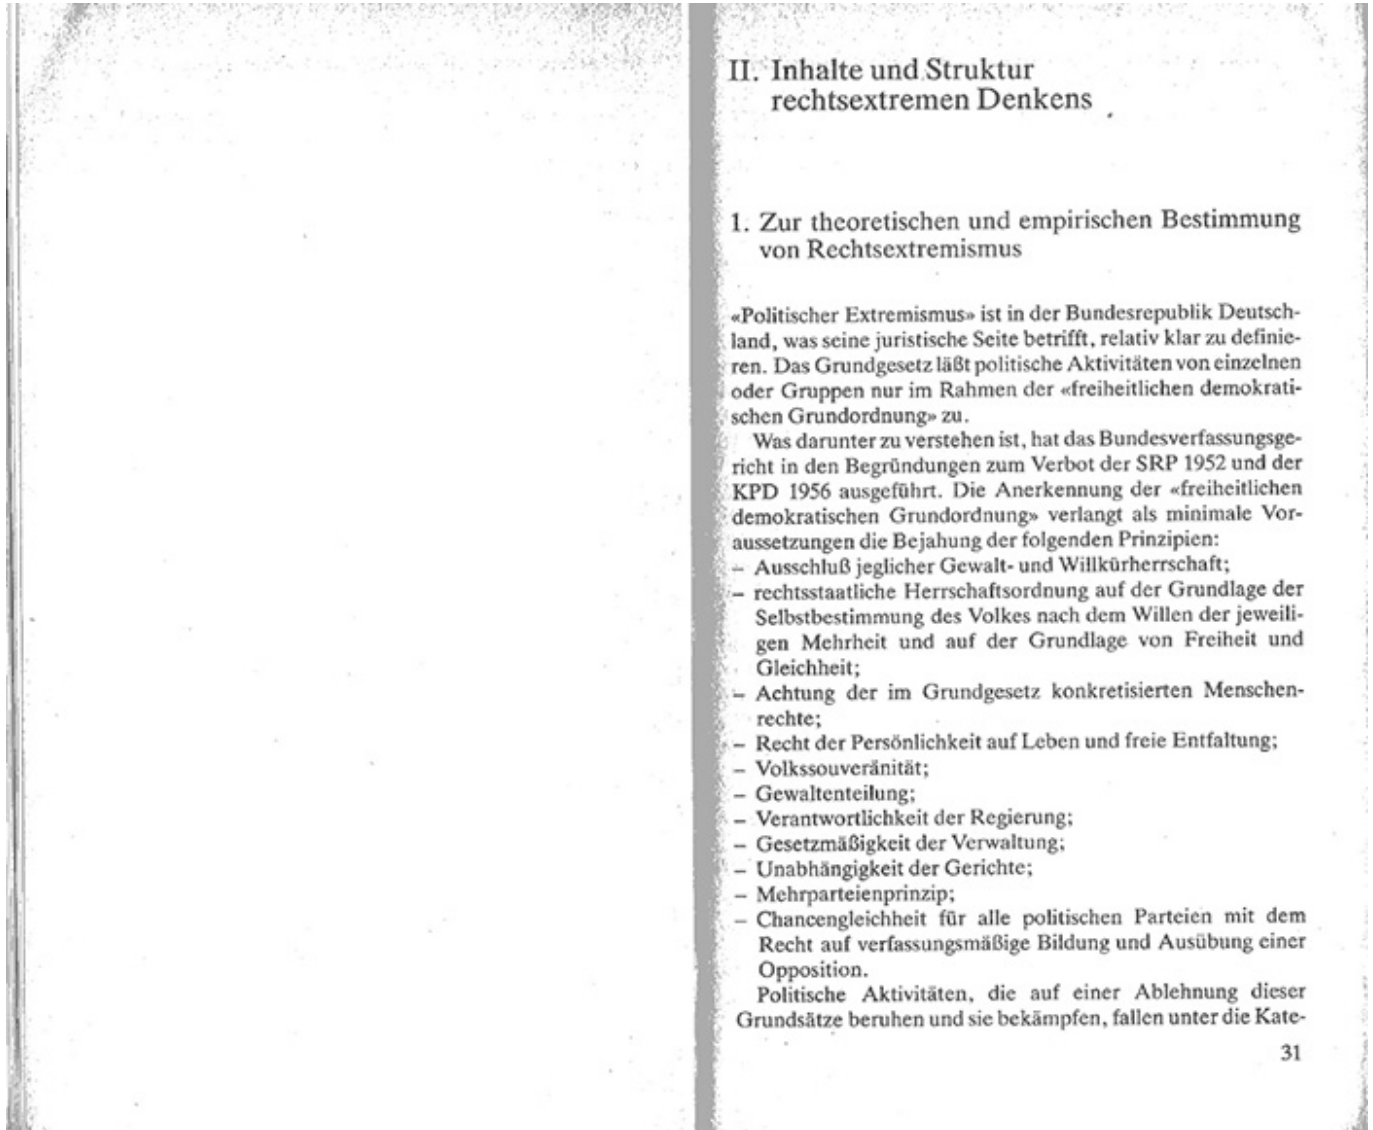 II. Inhalte und Struktur
rechtsextremen Denkens
1. Zur theoretischen und empirischen Bestimmung
von Rechtsextremismus
«Politischer Extremismus» ist in der Bundesrepublik Deutsch-
land, was seine juristische Seite betrifft, relativ klar zu definie-
ren. Das Grundgesetz läßt politische Aktivitäten von einzelnen
oder Gruppen nur im Rahmen der «freiheitlichen demokrati-
schen Grundordnung» zu.
Was darunter zu verstehen ist, hat das Bundesverfassungsge-
richt in den Begründungen zum Verbot der SRP 1952 und der
KPD 1956 ausgeführt. Die Anerkennung der «freiheitlichen
demokratischen Grundordnung» verlangt als minimale Vor-
aussetzungen die Bejahung der folgenden Prinzipien:
– Ausschluß jeglicher Gewalt- und Willkürherrschaft;
– rechtsstaatliche Herrschaftsordnung auf der Grundlage der
Selbstbestimmung des Volkes nach dem Willen der jeweili-
gen Mehrheit und auf der Grundlage von Freiheit und
Gleichheit;
– Achtung der im Grundgesetz konkretisierten Menschen-
rechte;
– Recht der Persönlichkeit auf Leben und freie Entfaltung;
– Volkssouveränität;
– Gewaltenteilung;
– Verantwortlichkeit der Regierung;
– Gesetzmäßigkeit der Verwaltung;
– Unabhängigkeit der Gerichte;
– Mehrparteienprinzip;
– Chancengleichheit für alle politischen Parteien mit dem
Recht auf verfassungsmäßige Bildung und Ausübung einer
Opposition.
Politische Aktivitäten, die auf einer Ablehnung dieser
Grundsätze beruhen und sie bekämpfen, fallen unter die Kate-
31